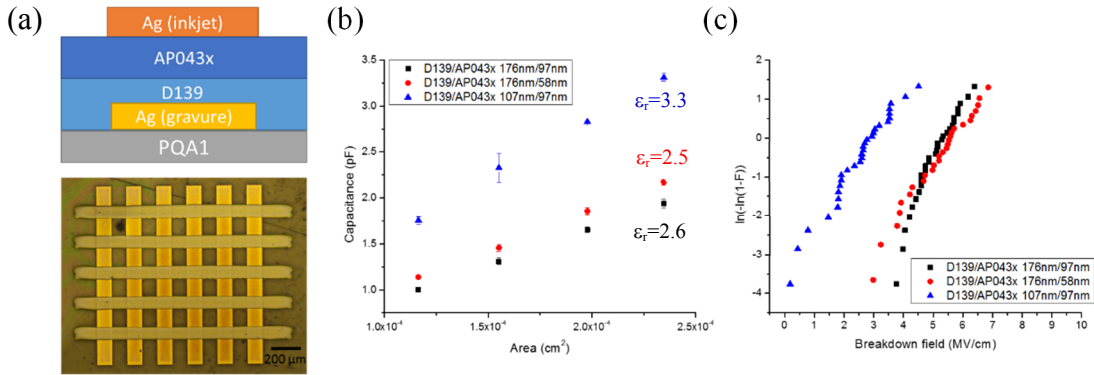 (a)
Ag (inkjet)
AP043x
D139
Ag (gravure)
PQA1
200 µm
(b)
Capacitance (pF)
3.5
3.0
2.5
2.0
1.5
1.0
D139/AP043x 176nm/97nm
D139/AP043x 176nm/58nm
D139/AP043x 107nm/97nm
εr=3.3
εr=2.5
εr=2.6
1.0x10⁻⁴ 1.5x10⁻⁴ 2.0x10⁻⁴ 2.5x10⁻⁴
Area (cm²)
(c)
ln(-ln(1-F))
2
1
0
-1
-2
-3
-4
D139/AP043x 176nm/97nm
D139/AP043x 176nm/58nm
D139/AP043x 107nm/97nm
0 1 2 3 4 5 6 7 8 9 10
Breakdown field (MV/cm)